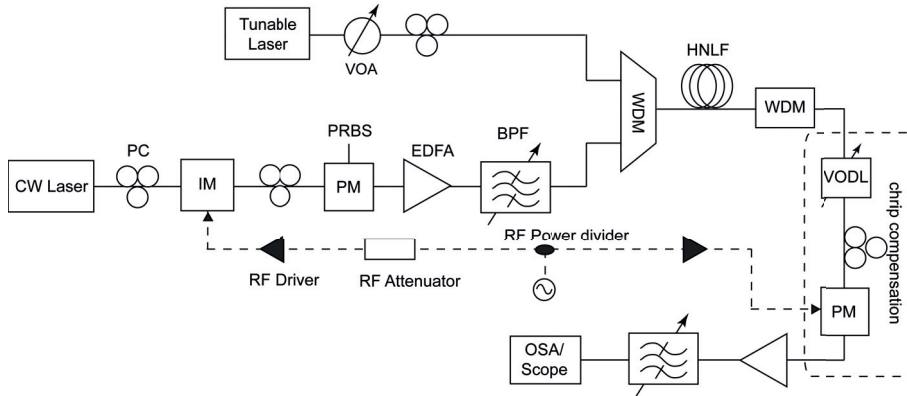 Tunable
Laser
VOA
HNLF
WDM
WDM
PRBS
BPF
PC
EDFA
CW Laser
IM
PM
VODL
RF Power divider
RF Driver
RF Attenuator
chrip compensation
PM
OSA/
Scope